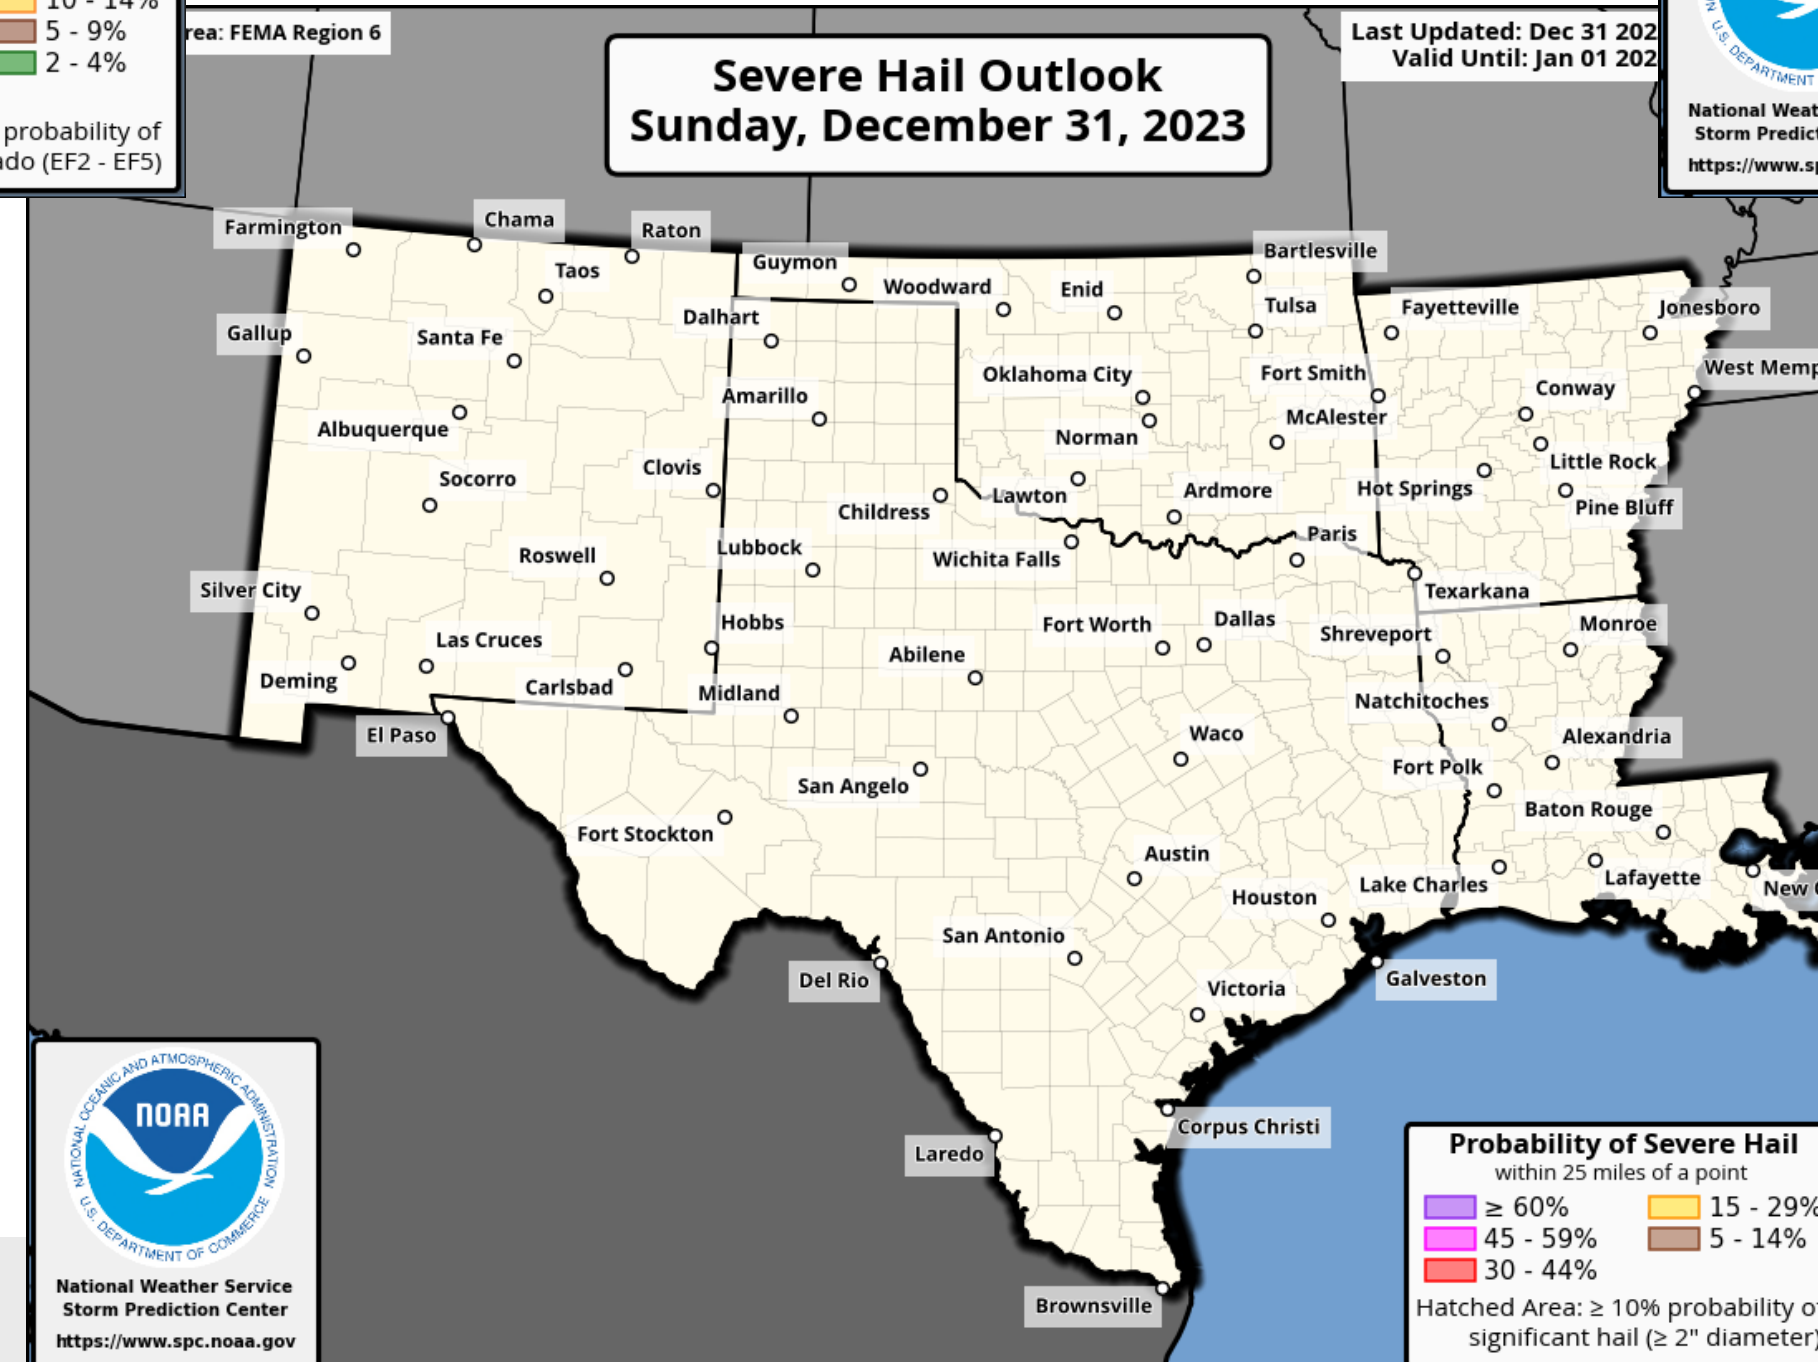 10 - 14%
5 - 9%
2 - 4%
probability of
ado (EF2 - EF5)
rea: FEMA Region 6
Severe Hail Outlook
Sunday, December 31, 2023
Last Updated: Dec 31 202
Valid Until: Jan 01 202
U.S. DEPARTMENT
National Weat
Storm Predict
https://www.sp
Farmington
Chama
Raton
Taos
Guymon
Woodward
Enid
Bartlesville
Tulsa
Fayetteville
Jonesboro
Gallup
Santa Fe
Dalhart
Oklahoma City
Fort Smith
Conway
West Memp
Amarillo
Albuquerque
Norman
McAlester
Little Rock
Socorro
Clovis
Childress
Lawton
Ardmore
Hot Springs
Pine Bluff
Roswell
Lubbock
Wichita Falls
Paris
Silver City
Texarkana
Las Cruces
Hobbs
Fort Worth
Dallas
Shreveport
Monroe
Deming
Carlsbad
Midland
Abilene
Natchitoches
El Paso
Waco
Alexandria
San Angelo
Fort Polk
Fort Stockton
Baton Rouge
Austin
Houston
Lake Charles
Lafayette
New
San Antonio
Del Rio
Victoria
Galveston
Corpus Christi
Laredo
Brownsville
NATIONAL OCEANIC AND ATMOSPHERIC ADMINISTRATION
NOAA
U.S. DEPARTMENT OF COMMERCE
National Weather Service
Storm Prediction Center
https://www.spc.noaa.gov
Probability of Severe Hail
within 25 miles of a point
≥ 60%
15 - 29%
45 - 59%
5 - 14%
30 - 44%
Hatched Area: ≥ 10% probability of
significant hail (≥ 2" diameter)